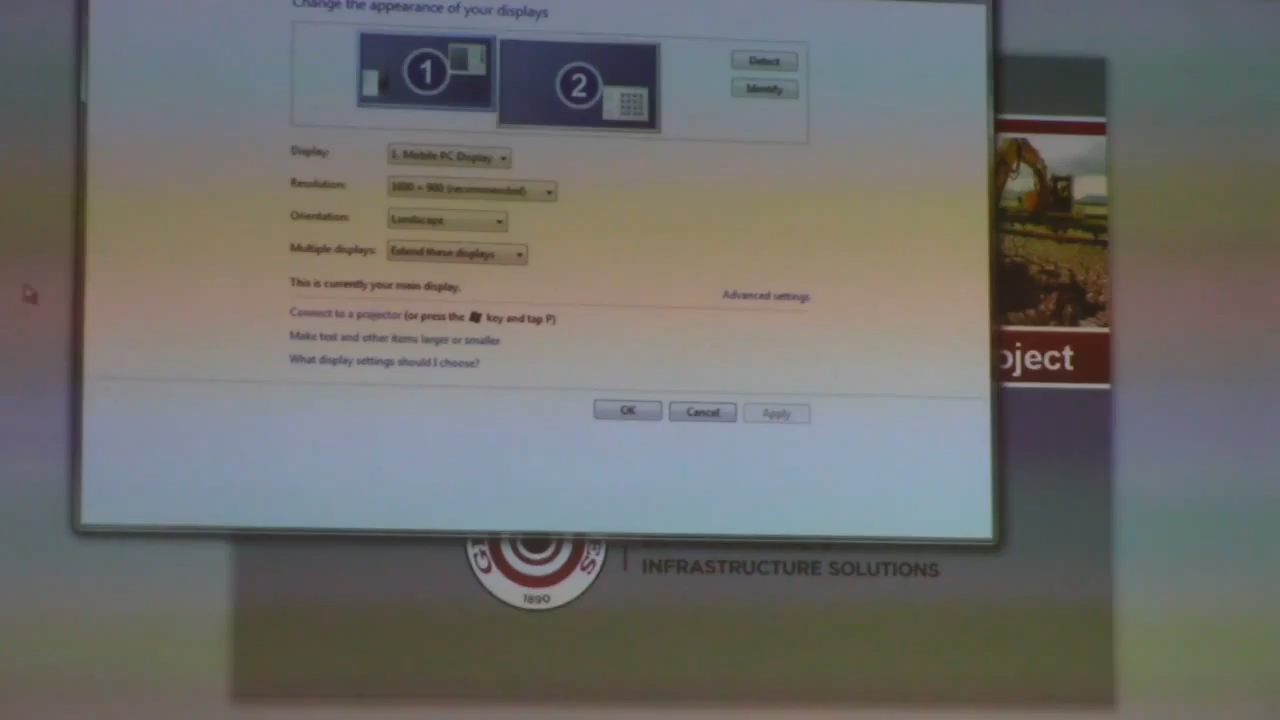 Change the appearance of your displays
1
2
Detect
Identify
Display: 1. Mobile PC Display
Resolution: 1600 × 900 (recommended)
Orientation: Landscape
Multiple displays: Extend these displays
This is currently your main display.
Advanced settings
Connect to a projector (or press the key and tap P)
Make text and other items larger or smaller
What display settings should I choose?
OK Cancel Apply
oject
INFRASTRUCTURE SOLUTIONS
1890